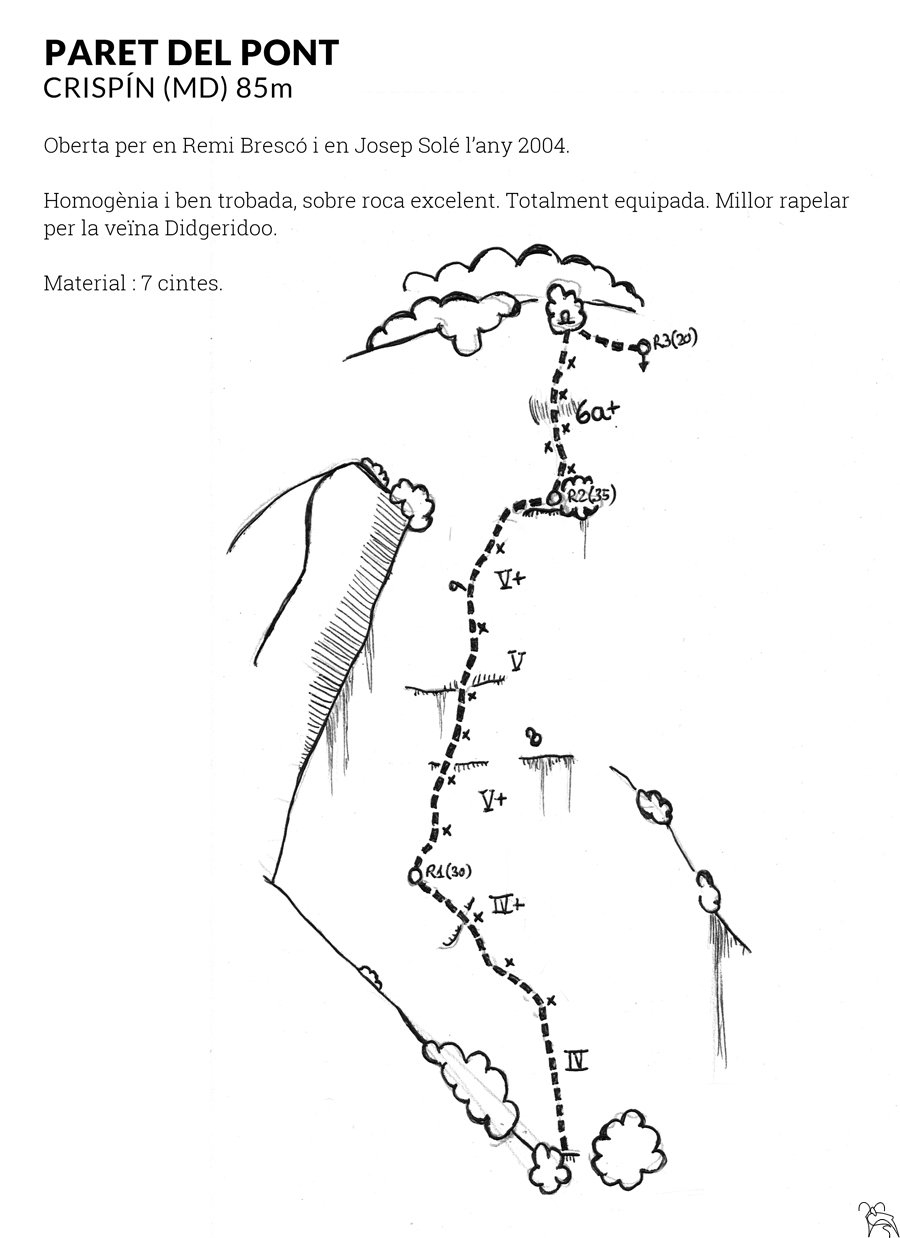 PARET DEL PONT
CRISPÍN (MD) 85m
Oberta per en Remi Brescó i en Josep Solé l'any 2004.
Homogènia i ben trobada, sobre roca excelent. Totalment equipada. Millor rapelar
per la veïna Didgeridoo.
Material : 7 cintes.
R3(20)
6a+
R2(35)
V+
V
V+
R1(30)
IV+
IV